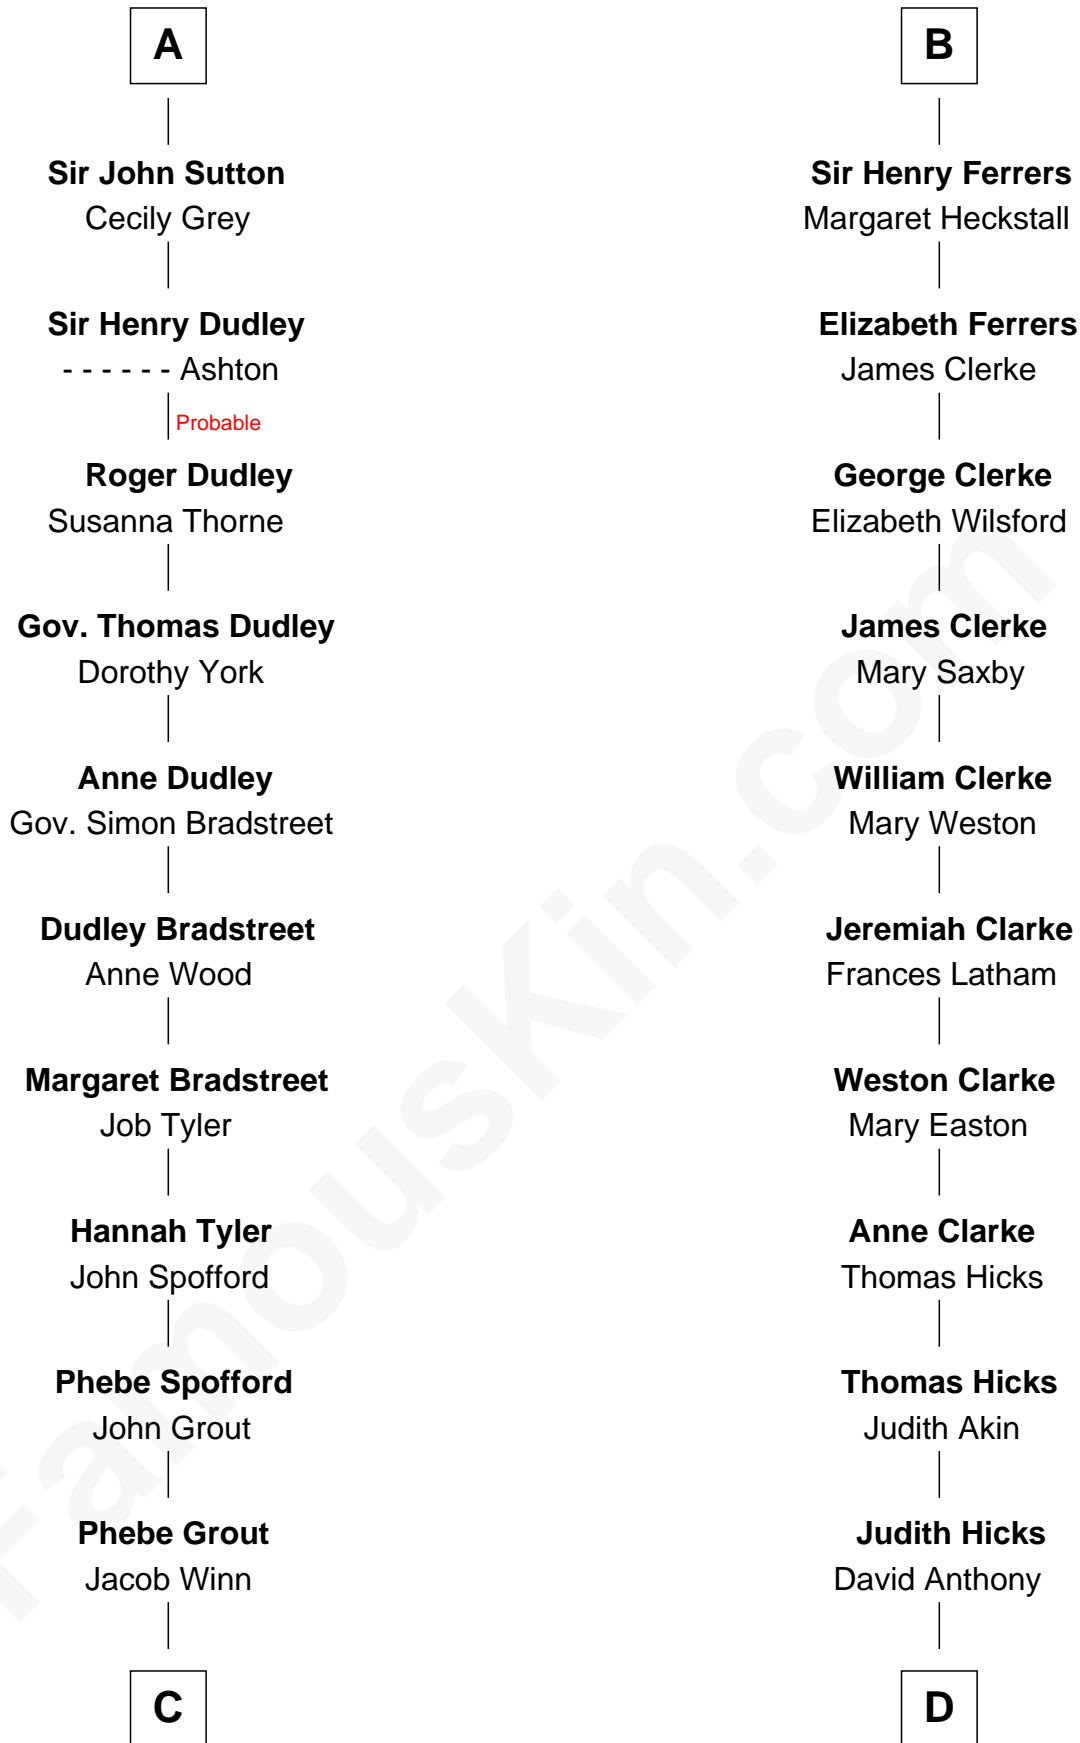 A
Sir John Sutton
Cecily Grey
Sir Henry Dudley
- - - - - - Ashton
Probable
Roger Dudley
Susanna Thorne
Gov. Thomas Dudley
Dorothy York
Anne Dudley
Gov. Simon Bradstreet
Dudley Bradstreet
Anne Wood
Margaret Bradstreet
Job Tyler
Hannah Tyler
John Spofford
Phebe Spofford
John Grout
Phebe Grout
Jacob Winn
C
B
Sir Henry Ferrers
Margaret Heckstall
Elizabeth Ferrers
James Clerke
George Clerke
Elizabeth Wilsford
James Clerke
Mary Saxby
William Clerke
Mary Weston
Jeremiah Clarke
Frances Latham
Weston Clarke
Mary Easton
Anne Clarke
Thomas Hicks
Thomas Hicks
Judith Akin
Judith Hicks
David Anthony
D
FamousKin.com